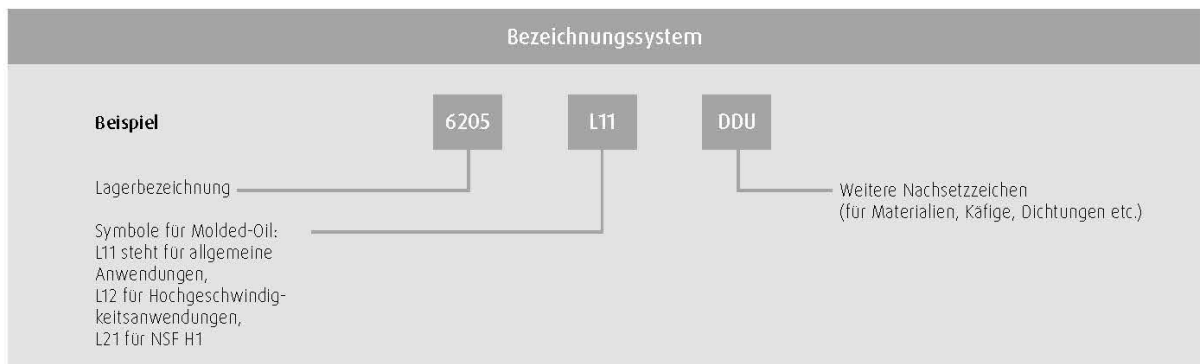 Bezeichnungssystem
Beispiel
6205
L11
DDU
Lagerbezeichnung
Symbole für Molded-Oil:
L11 steht für allgemeine
Anwendungen,
L12 für Hochgeschwindig-
keitsanwendungen,
L21 für NSF H1
Weitere Nachsetzzeichen
(für Materialien, Käfige, Dichtungen etc.)